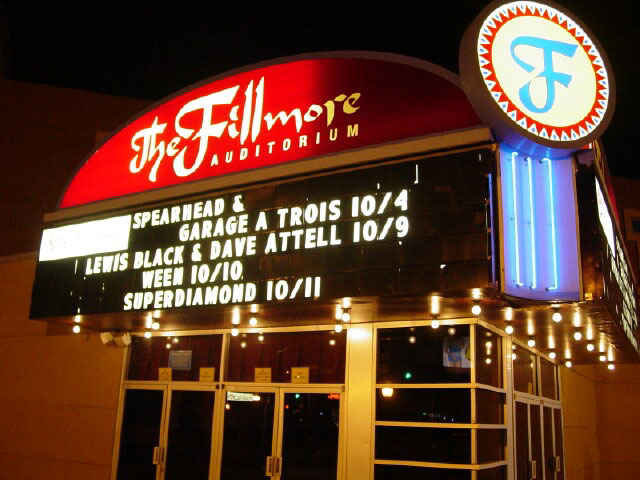 The Fillmore
AUDITORIUM
F
SPEARHEAD &
GARAGE A TROIS 10/4
LEWIS BLACK & DAVE ATTELL 10/9
WEEN 10/10
SUPERDIAMOND 10/11